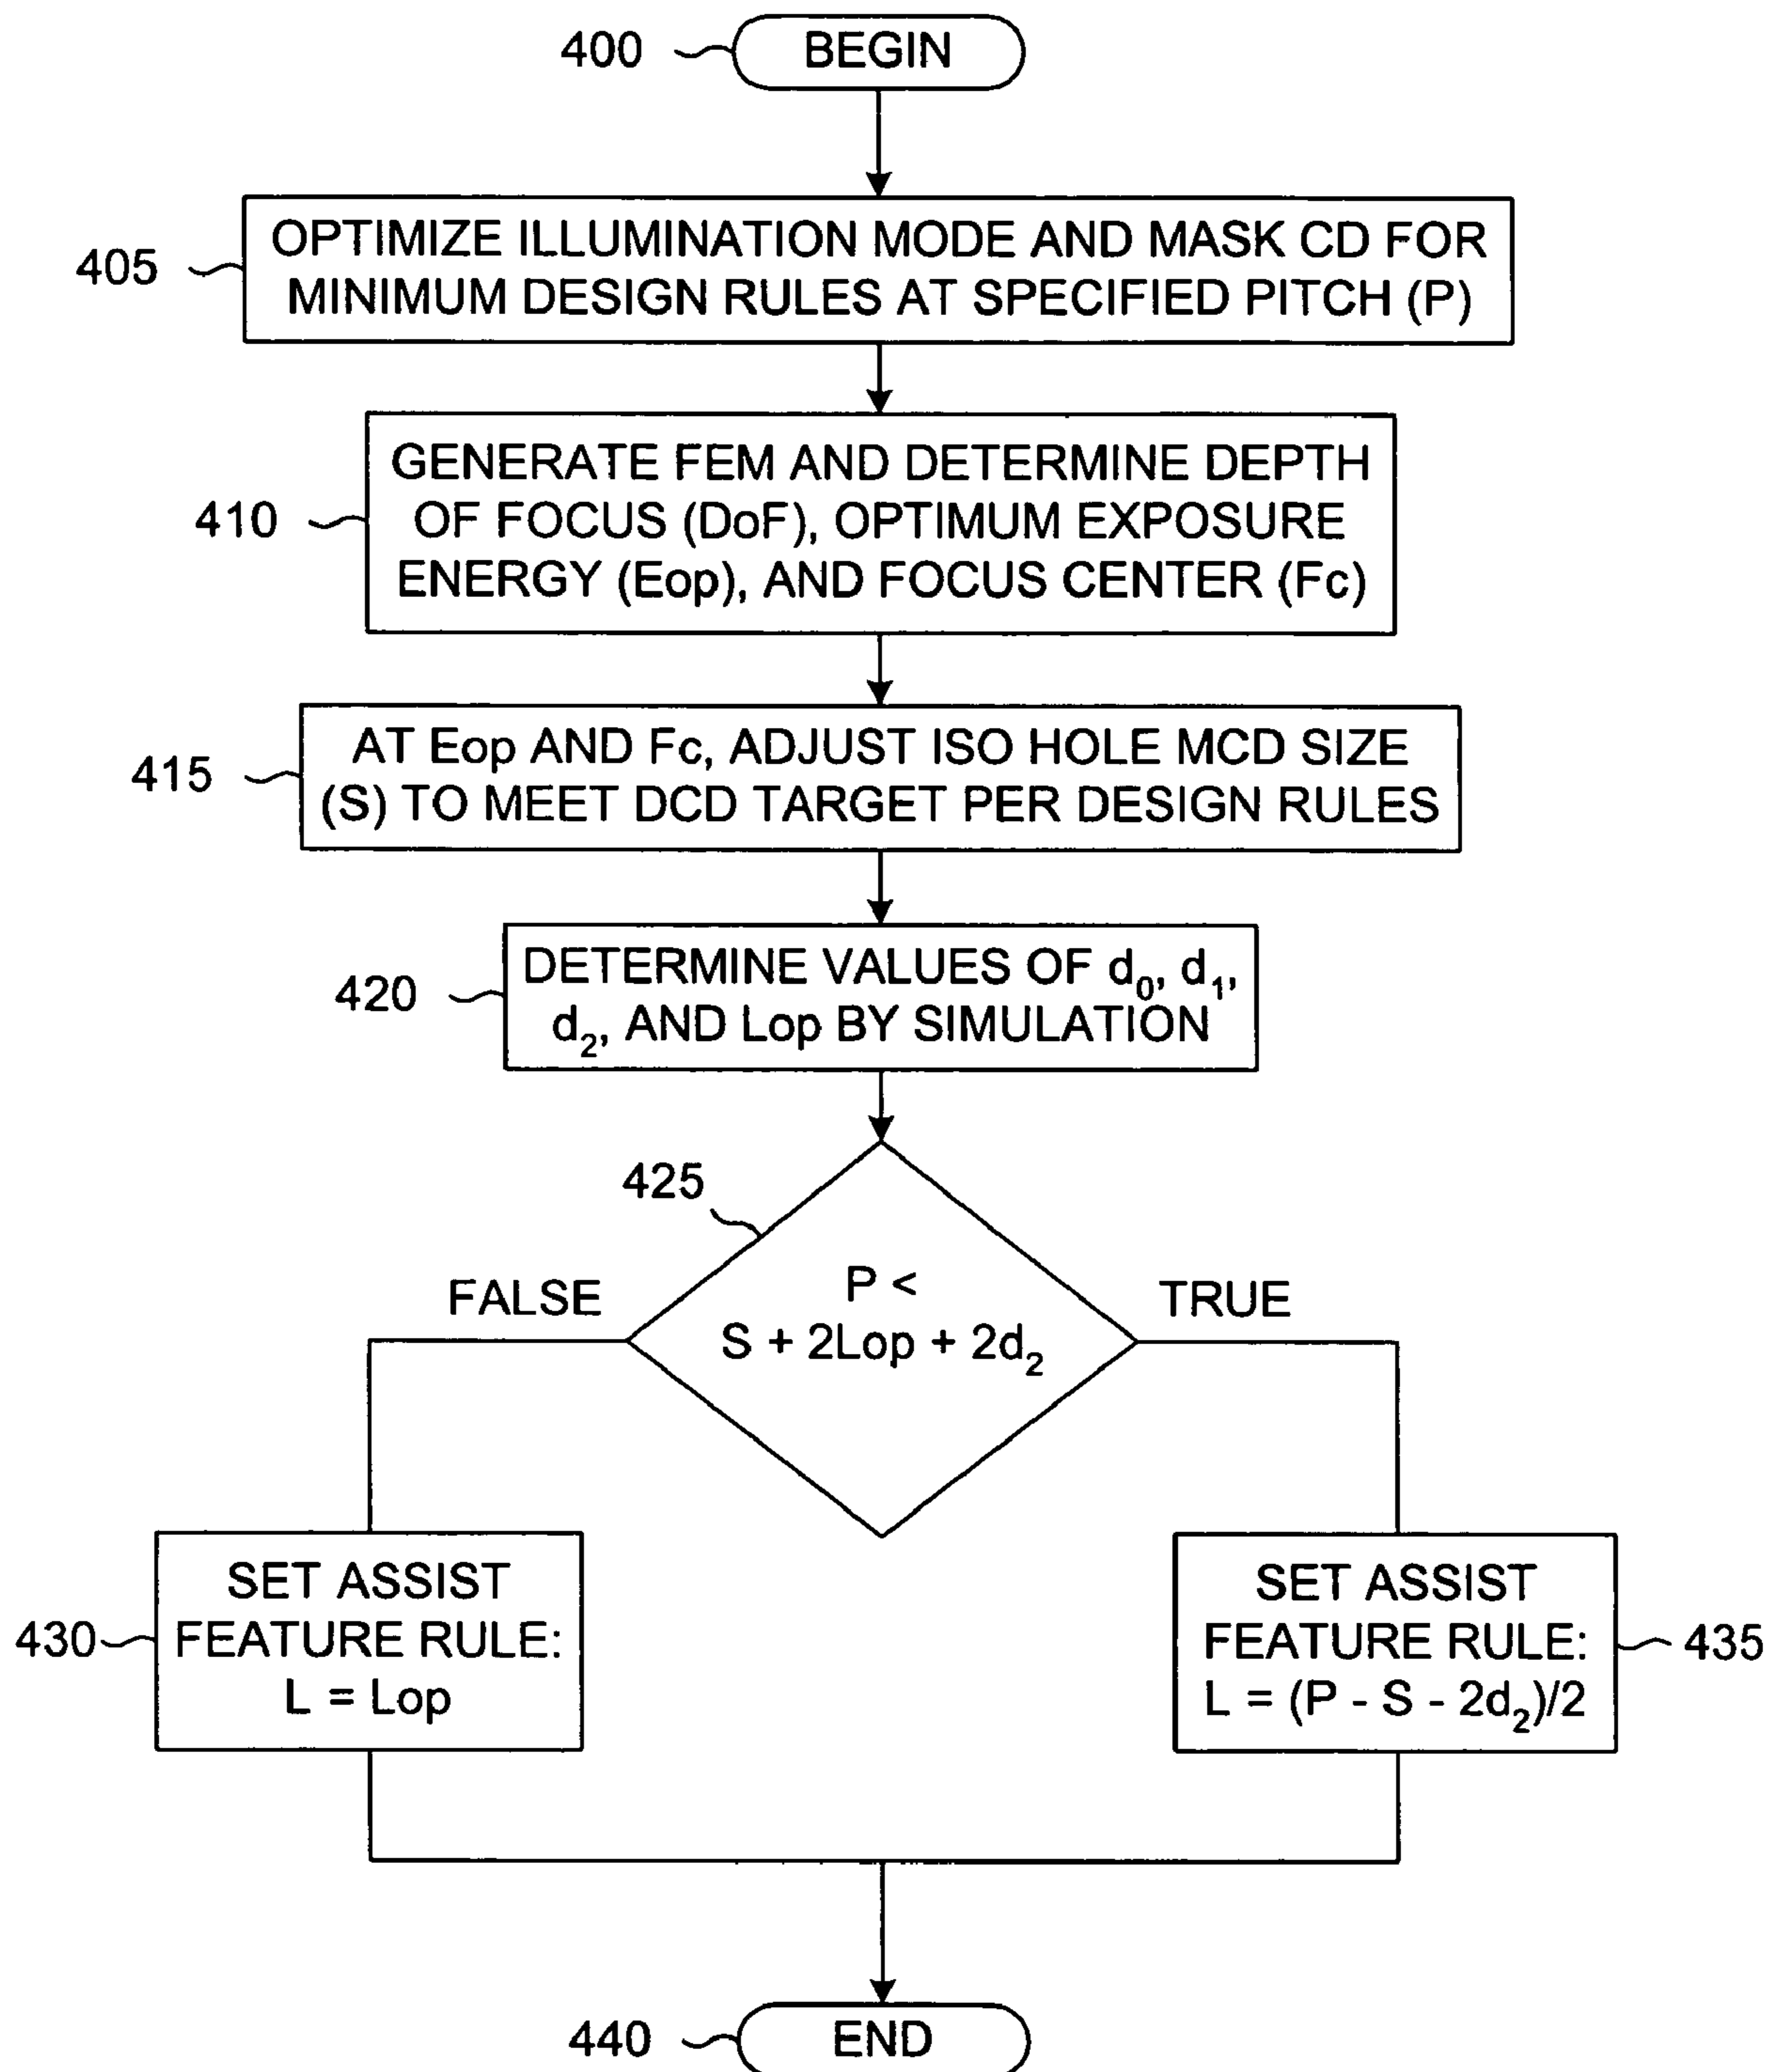 400
BEGIN
405
OPTIMIZE ILLUMINATION MODE AND MASK CD FOR
MINIMUM DESIGN RULES AT SPECIFIED PITCH (P)
410
GENERATE FEM AND DETERMINE DEPTH
OF FOCUS (DoF), OPTIMUM EXPOSURE
ENERGY (Eop), AND FOCUS CENTER (Fc)
415
AT Eop AND Fc, ADJUST ISO HOLE MCD SIZE
(S) TO MEET DCD TARGET PER DESIGN RULES
420
DETERMINE VALUES OF d₀, d₁,
d₂, AND Lop BY SIMULATION
425
P <
S + 2Lop + 2d₂
FALSE
TRUE
430
SET ASSIST
FEATURE RULE:
L = Lop
SET ASSIST
FEATURE RULE:
L = (P - S - 2d₂)/2
435
440
END